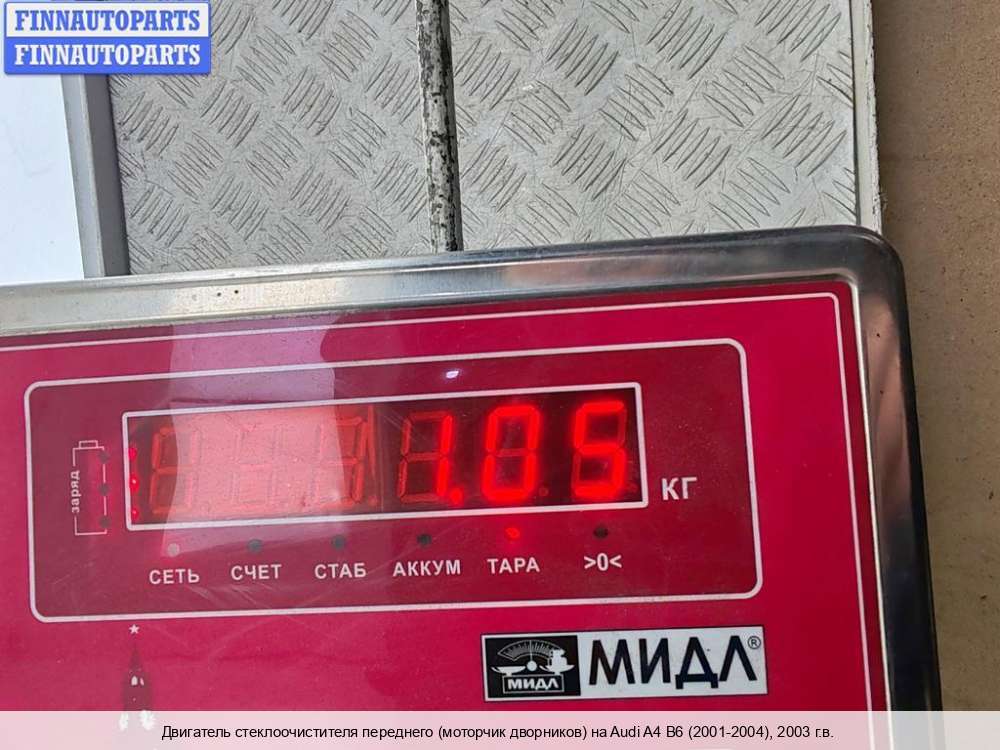 FINNAUTOPARTS
FINNAUTOPARTS
заряд
1.05 КГ
СЕТЬ СЧЕТ СТАБ АККУМ ТАРА >0<
МИДЛ МИДЛ®
Двигатель стеклоочистителя переднего (моторчик дворников) на Audi A4 B6 (2001-2004), 2003 г.в.